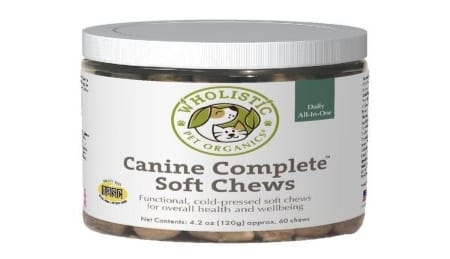 Daily
All-In-One
WHOLISTIC
PET ORGANICS
Canine Complete™
Soft Chews
Functional, cold-pressed soft chews
for overall health and wellbeing
Net Contents: 4.2 oz (120g) approx. 60 chews
NASC